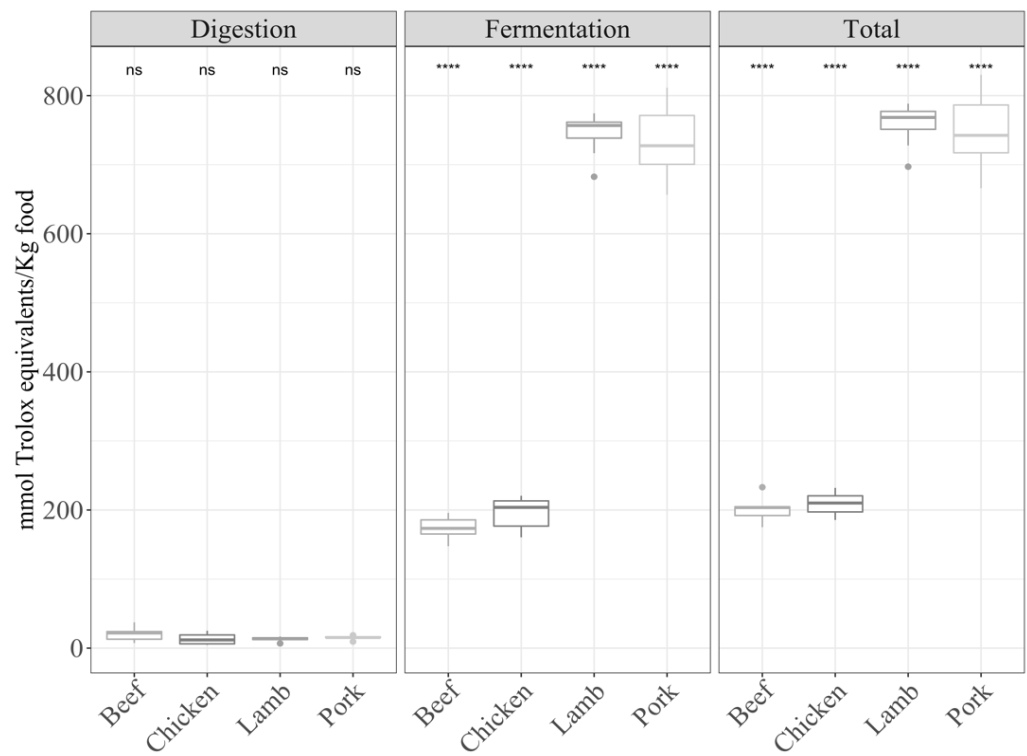 Digestion Fermentation Total
ns ns ns ns **** **** **** **** **** **** **** ****
800
600
400
200
0
mmol Trolox equivalents/Kg food
Beef Chicken Lamb Pork Beef Chicken Lamb Pork Beef Chicken Lamb Pork